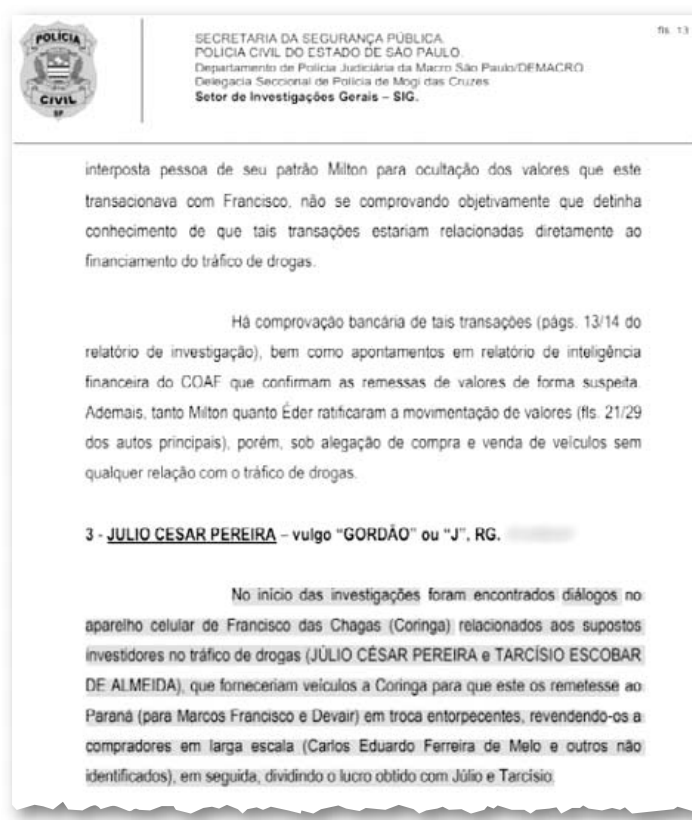 fls. 13
POLÍCIA
CIVIL
SP
SECRETARIA DA SEGURANÇA PÚBLICA.
POLÍCIA CIVIL DO ESTADO DE SÃO PAULO.
Departamento de Polícia Judiciária da Macro São Paulo/DEMACRO
Delegacia Seccional de Polícia de Mogi das Cruzes
Setor de Investigações Gerais – SIG.
interposta pessoa de seu patrão Milton para ocultação dos valores que este
transacionava com Francisco, não se comprovando objetivamente que detinha
conhecimento de que tais transações estariam relacionadas diretamente ao
financiamento do tráfico de drogas.
Há comprovação bancária de tais transações (págs. 13/14 do
relatório de investigação), bem como apontamentos em relatório de inteligência
financeira do COAF que confirmam as remessas de valores de forma suspeita.
Ademais, tanto Milton quanto Éder ratificaram a movimentação de valores (fls. 21/29
dos autos principais), porém, sob alegação de compra e venda de veículos sem
qualquer relação com o tráfico de drogas.
3 - JULIO CESAR PEREIRA – vulgo “GORDÃO” ou “J”, RG.
No início das investigações foram encontrados diálogos no
aparelho celular de Francisco das Chagas (Coringa) relacionados aos supostos
investidores no tráfico de drogas (JÚLIO CÉSAR PEREIRA e TARCÍSIO ESCOBAR
DE ALMEIDA), que forneceriam veículos a Coringa para que este os remetesse ao
Paraná (para Marcos Francisco e Devair) em troca entorpecentes, revendendo-os a
compradores em larga escala (Carlos Eduardo Ferreira de Melo e outros não
identificados), em seguida, dividindo o lucro obtido com Júlio e Tarcísio.